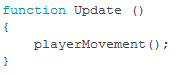 function Update ()
{
    playerMovement();
}